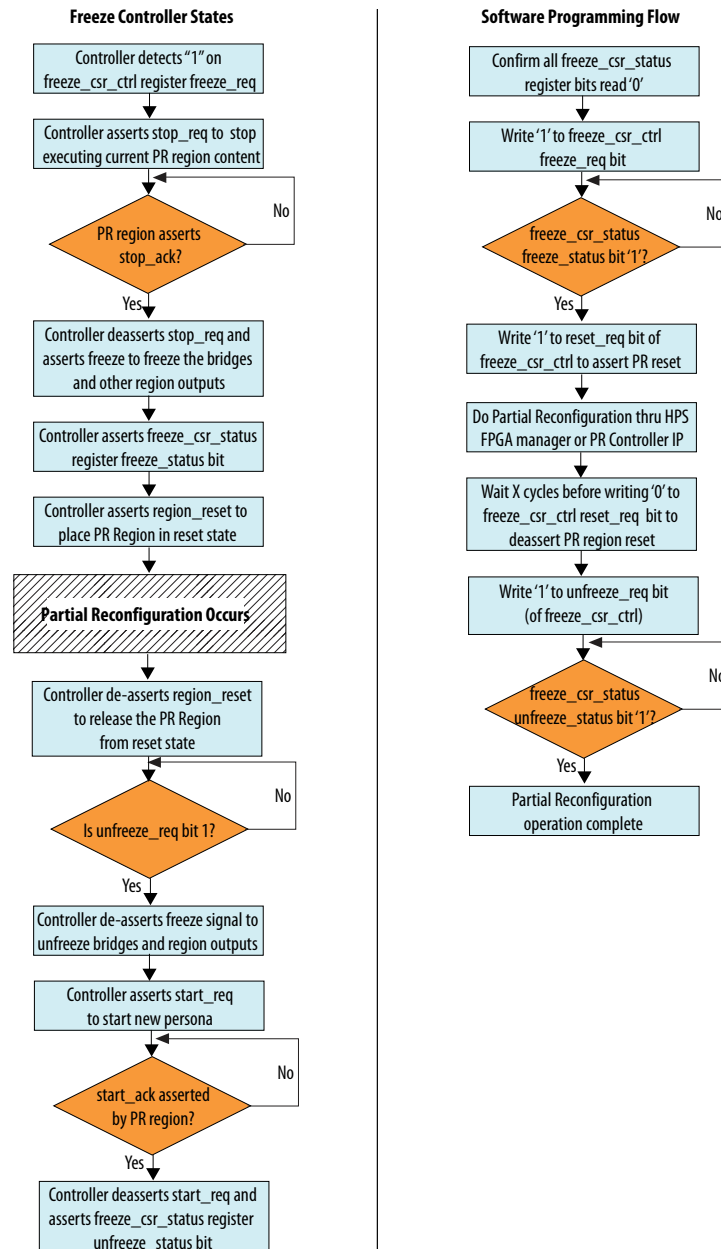 Freeze Controller States
Controller detects “1” on
freeze_csr_ctrl register freeze_req
Controller asserts stop_req to stop
executing current PR region content
No
PR region asserts
stop_ack?
Yes
Controller deasserts stop_req and
asserts freeze to freeze the bridges
and other region outputs
Controller asserts freeze_csr_status
register freeze_status bit
Controller asserts region_reset to
place PR Region in reset state
Partial Reconfiguration Occurs
Controller de-asserts region_reset
to release the PR Region
from reset state
No
Is unfreeze_req bit 1?
Yes
Controller de-asserts freeze signal to
unfreeze bridges and region outputs
Controller asserts start_req
to start new persona
No
start_ack asserted
by PR region?
Yes
Controller deasserts start_req and
asserts freeze_csr_status register
unfreeze_status bit
Software Programming Flow
Confirm all freeze_csr_status
register bits read ‘0’
Write ‘1’ to freeze_csr_ctrl
freeze_req bit
No
freeze_csr_status
freeze_status bit ‘1’?
Yes
Write ‘1’ to reset_req bit of
freeze_csr_ctrl to assert PR reset
Do Partial Reconfiguration thru HPS
FPGA manager or PR Controller IP
Wait X cycles before writing ‘0’ to
freeze_csr_ctrl reset_req bit to
deassert PR region reset
Write ‘1’ to unfreeze_req bit
(of freeze_csr_ctrl)
No
freeze_csr_status
unfreeze_status bit ‘1’?
Yes
Partial Reconfiguration
operation complete